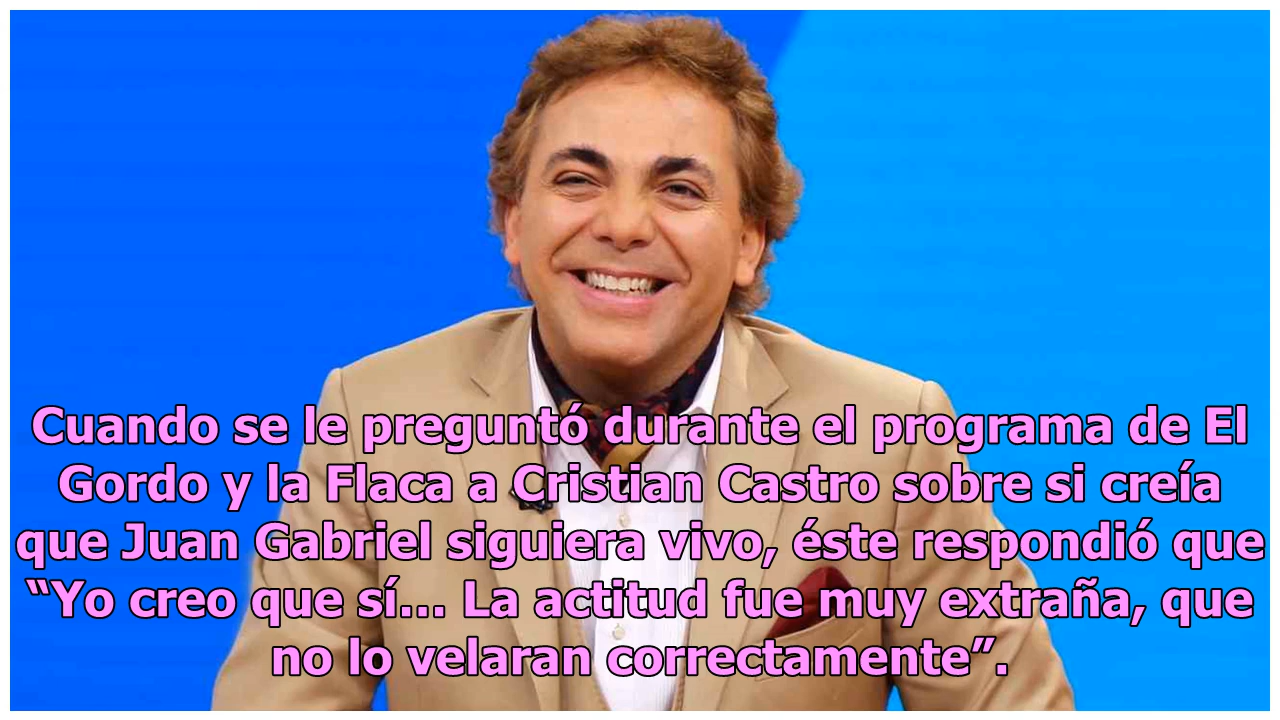 Cuando se le preguntó durante el programa de El
Gordo y la Flaca a Cristian Castro sobre si creía
que Juan Gabriel siguiera vivo, éste respondió que
“Yo creo que sí... La actitud fue muy extraña, que
no lo velaran correctamente”.